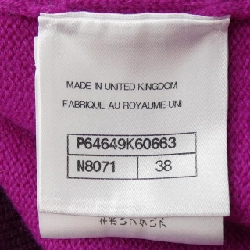 MADE IN UNITED KINGDOM
FABRIQUE AU ROYAUME-UNI
P64649K60663
N8071 38